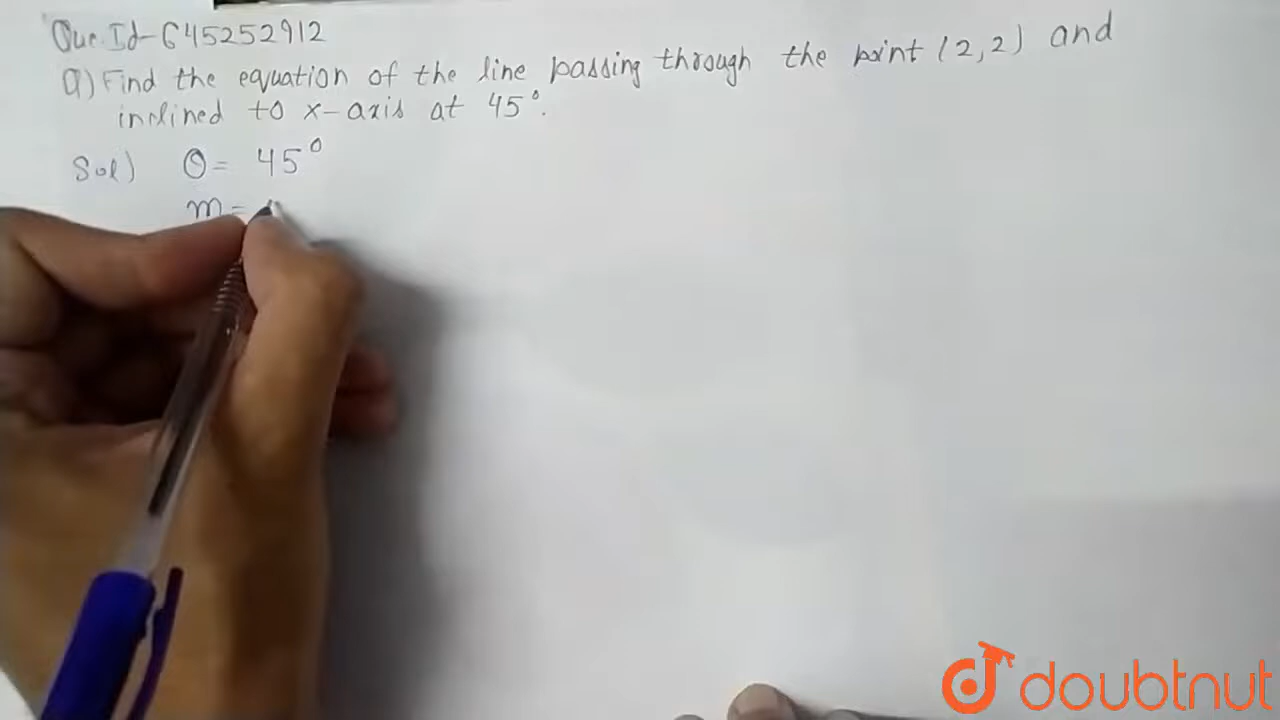 Que.Id-645252912
Q) Find the equation of the line passing through the point (2,2) and
inclined to x-axis at 45°.
Sol) θ= 45°
m=
doubtnut